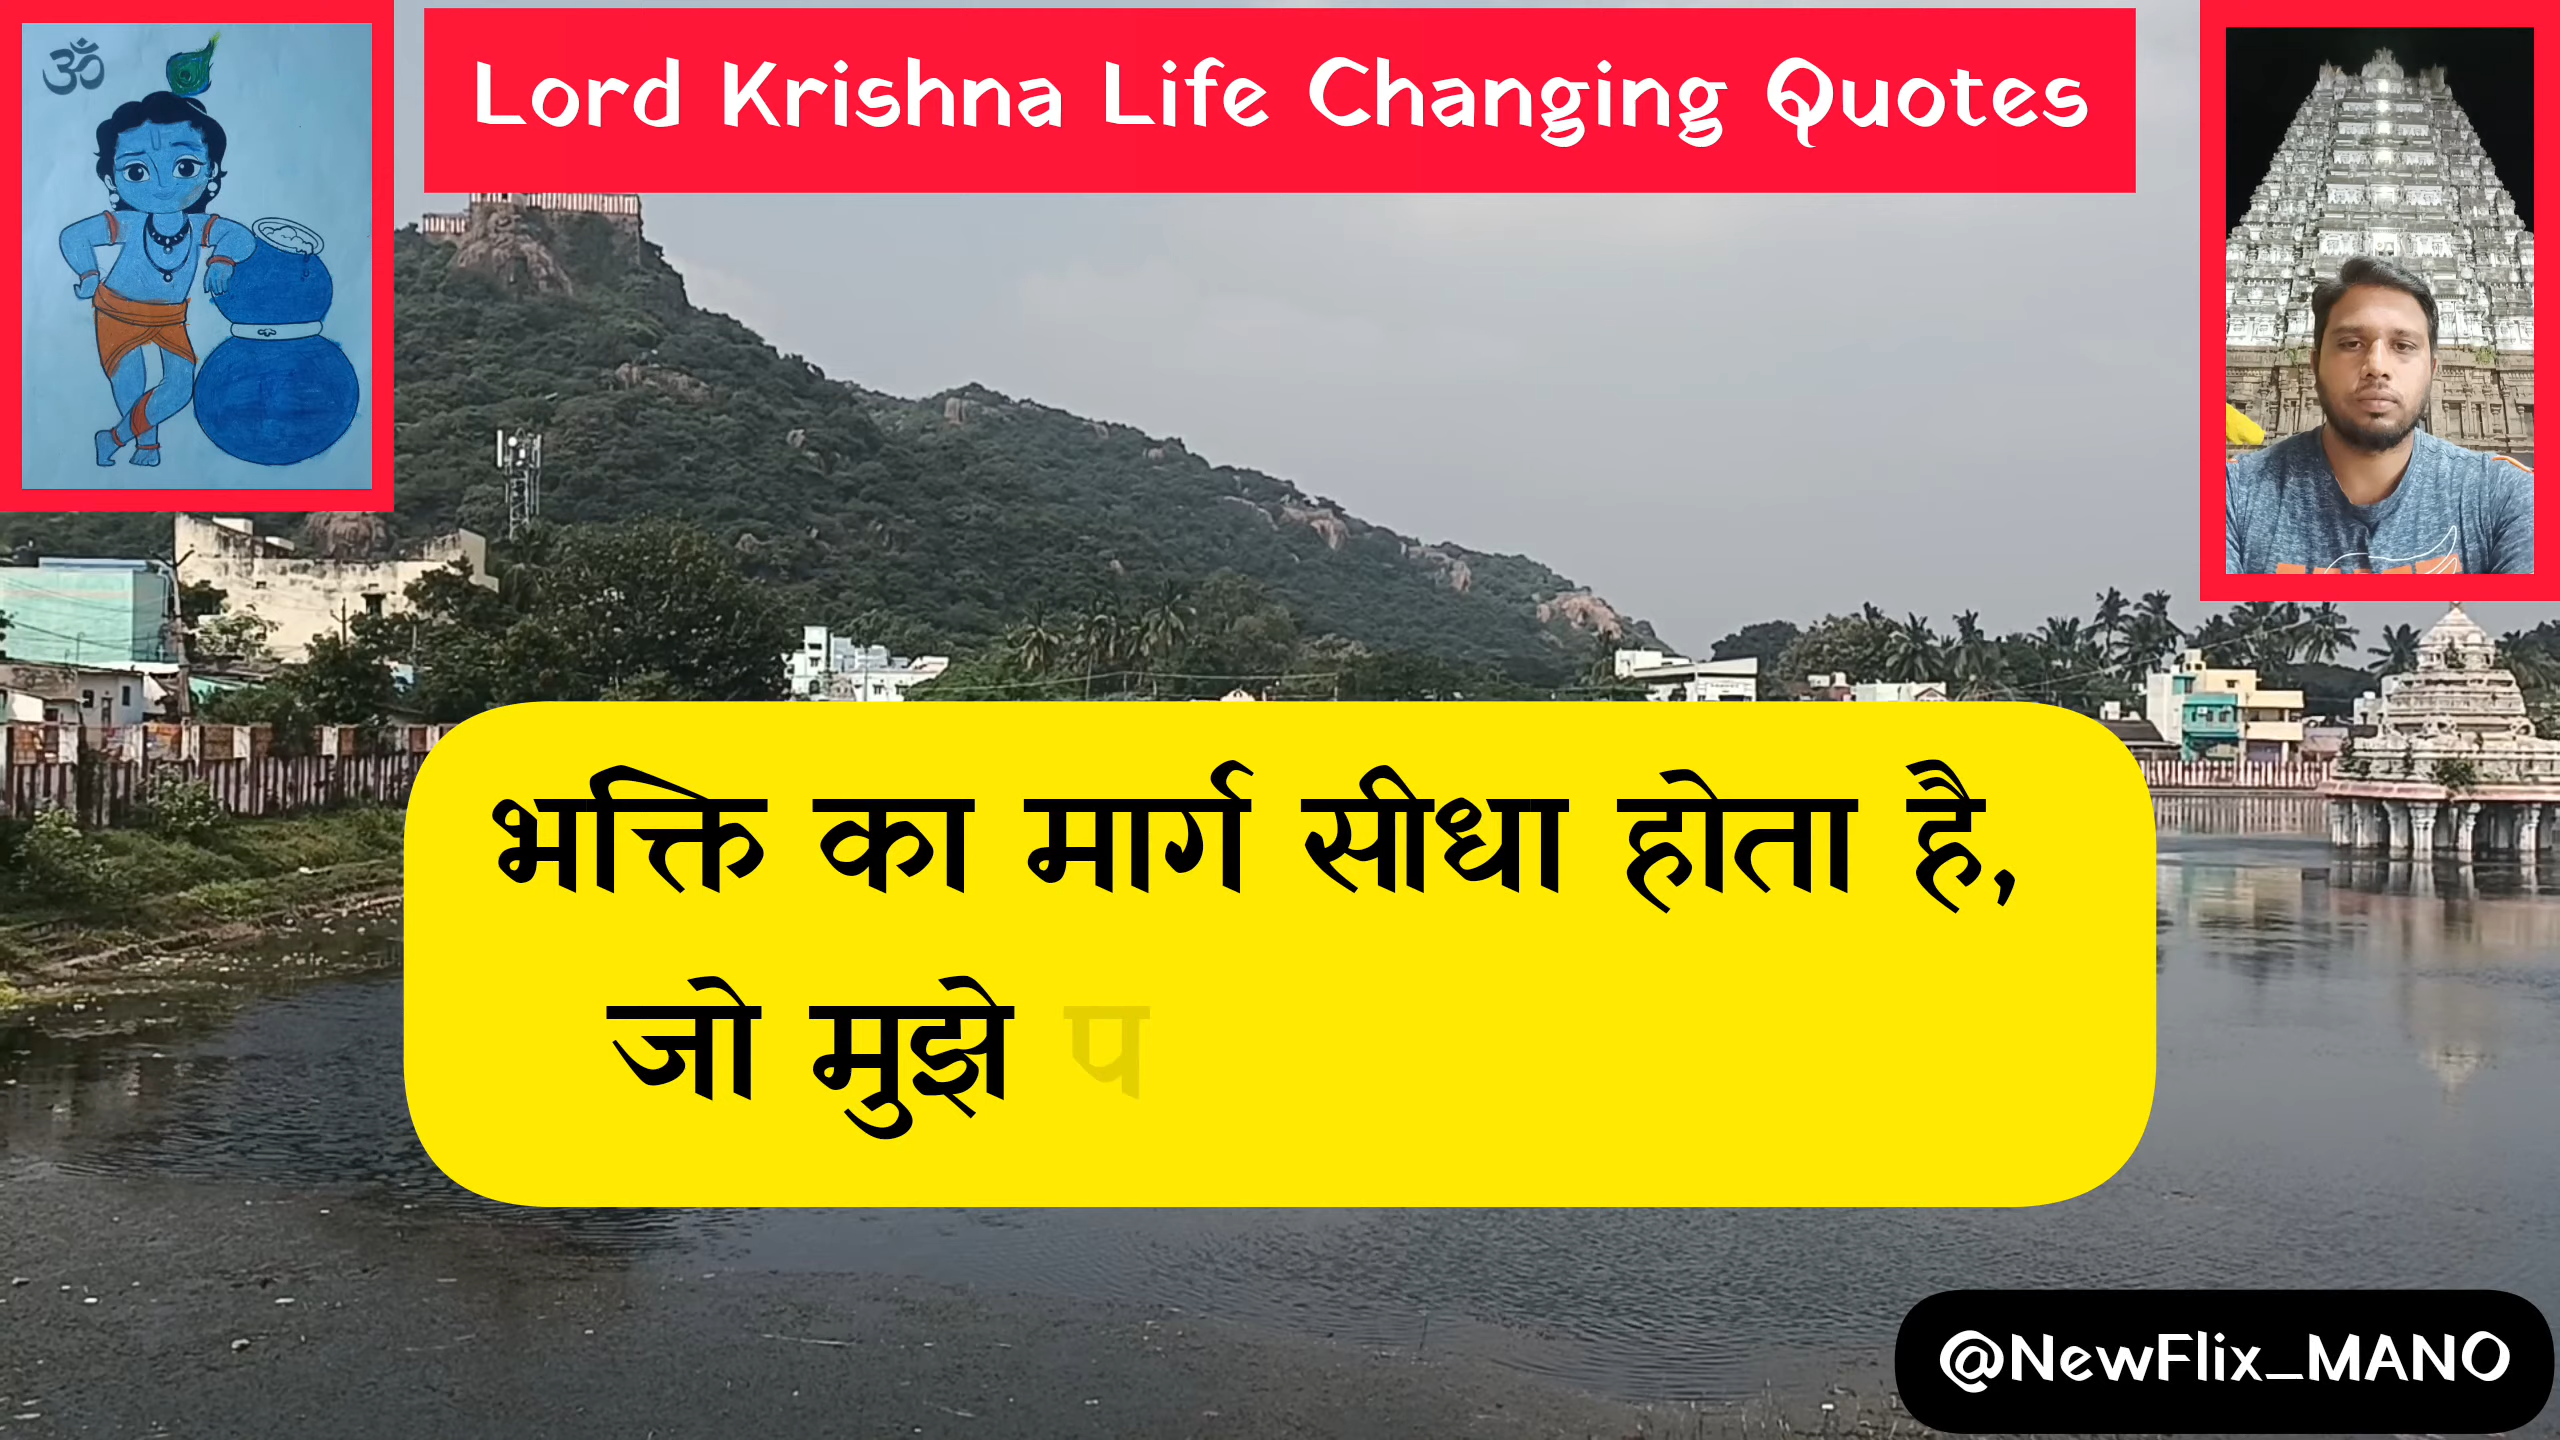 ॐ
Lord Krishna Life Changing Quotes
भक्ति का मार्ग सीधा होता है,
जो मुझे प
@NewFlix_MANO